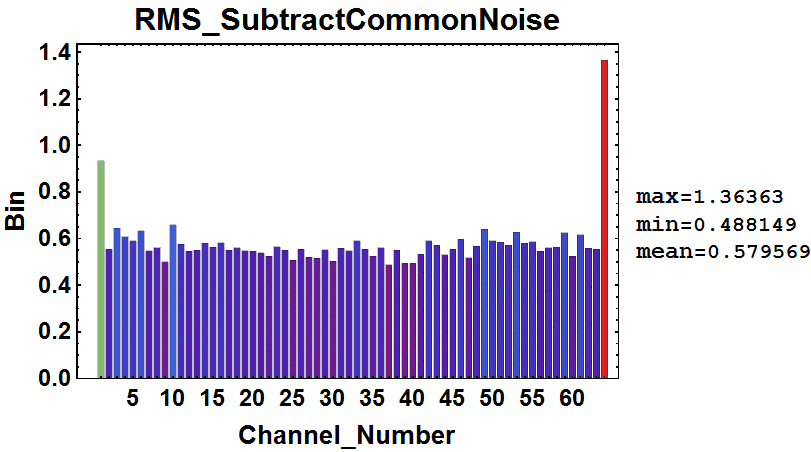 RMS_SubtractCommonNoise
1.4
1.2
1.0
0.8
0.6
0.4
0.2
0.0
Bin
5 10 15 20 25 30 35 40 45 50 55 60
Channel_Number
max=1.36363
min=0.488149
mean=0.579569